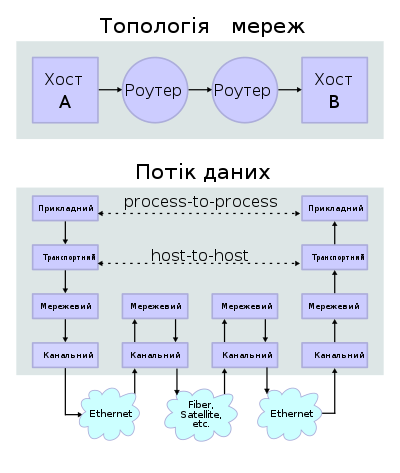 Топологія мереж
Хост
A
Роутер
Роутер
Хост
B
Потік даних
Прикладний
process-to-process
Прикладний
Транспортний
host-to-host
Транспортний
Мережевий
Мережевий
Мережевий
Мережевий
Канальний
Канальний
Канальний
Канальний
Ethernet
Fiber,
Satellite,
etc.
Ethernet